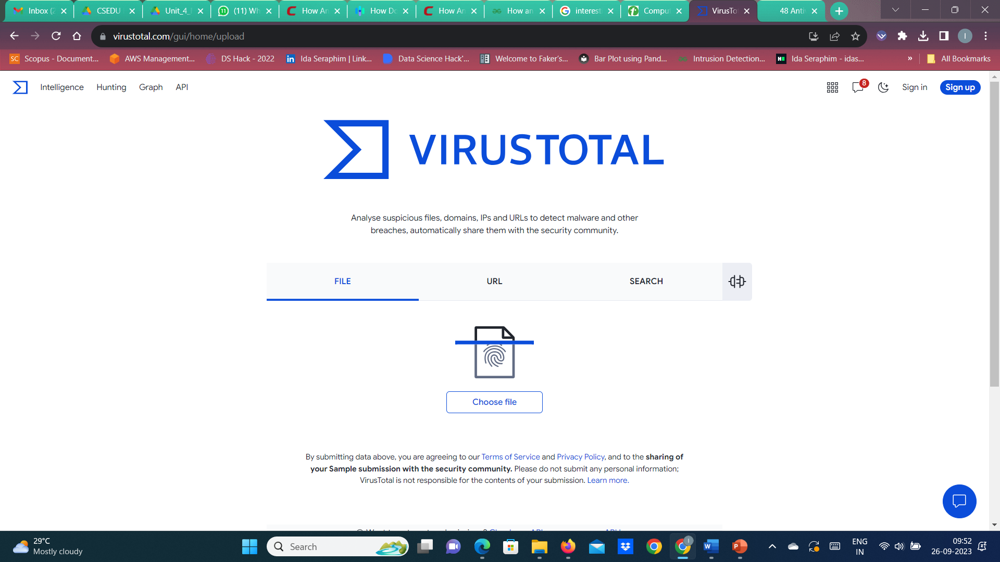 Inbox (2
CSEDU
Unit_4_
(11) Wh
How An
How Do
How An
How an
interest
Comput
VirusTo
48 Anti
virustotal.com/gui/home/upload
Scopus - Document...
AWS Management...
DS Hack - 2022
Ida Seraphim | Link...
Data Science Hack'...
Welcome to Faker's...
Bar Plot using Pand...
Intrusion Detection...
Ida Seraphim - idas...
»
All Bookmarks
Intelligence
Hunting
Graph
API
8
Sign in
Sign up
VIRUSTOTAL
Analyse suspicious files, domains, IPs and URLs to detect malware and other
breaches, automatically share them with the security community.
FILE
URL
SEARCH
Choose file
By submitting data above, you are agreeing to our Terms of Service and Privacy Policy, and to the sharing of
your Sample submission with the security community. Please do not submit any personal information;
VirusTotal is not responsible for the contents of your submission. Learn more.
29°C
Mostly cloudy
Search
ENG
IN
09:52
26-09-2023